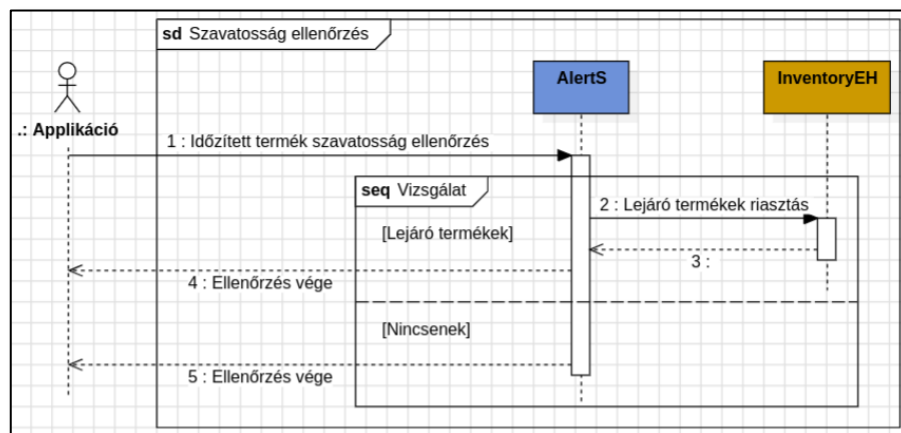 sd Szavatosság ellenőrzés
AlertS
InventoryEH
.: Applikáció
1 : Időzített termék szavatosság ellenőrzés
seq Vizsgálat
2 : Lejáró termékek riasztás
[Lejáró termékek]
3 :
4 : Ellenőrzés vége
[Nincsenek]
5 : Ellenőrzés vége